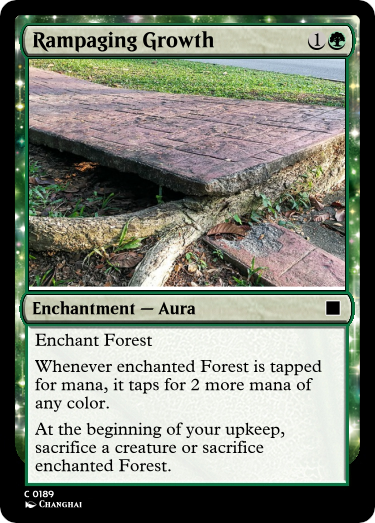 Rampaging Growth 1
Enchantment — Aura
Enchant Forest
Whenever enchanted Forest is tapped
for mana, it taps for 2 more mana of
any color.
At the beginning of your upkeep,
sacrifice a creature or sacrifice
enchanted Forest.
C 0189
Changhai